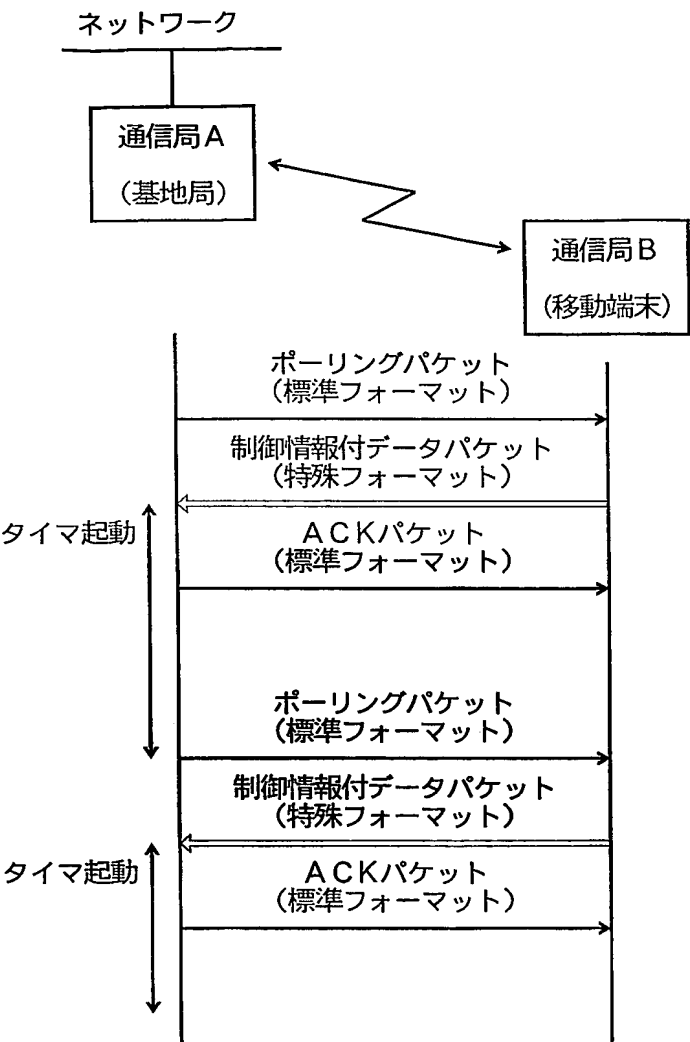 ネットワーク
通信局A
(基地局)
通信局B
(移動端末)
ポーリングパケット
(標準フォーマット)
制御情報付データパケット
(特殊フォーマット)
タイマ起動
ACKパケット
(標準フォーマット)
ポーリングパケット
(標準フォーマット)
制御情報付データパケット
(特殊フォーマット)
タイマ起動
ACKパケット
(標準フォーマット)